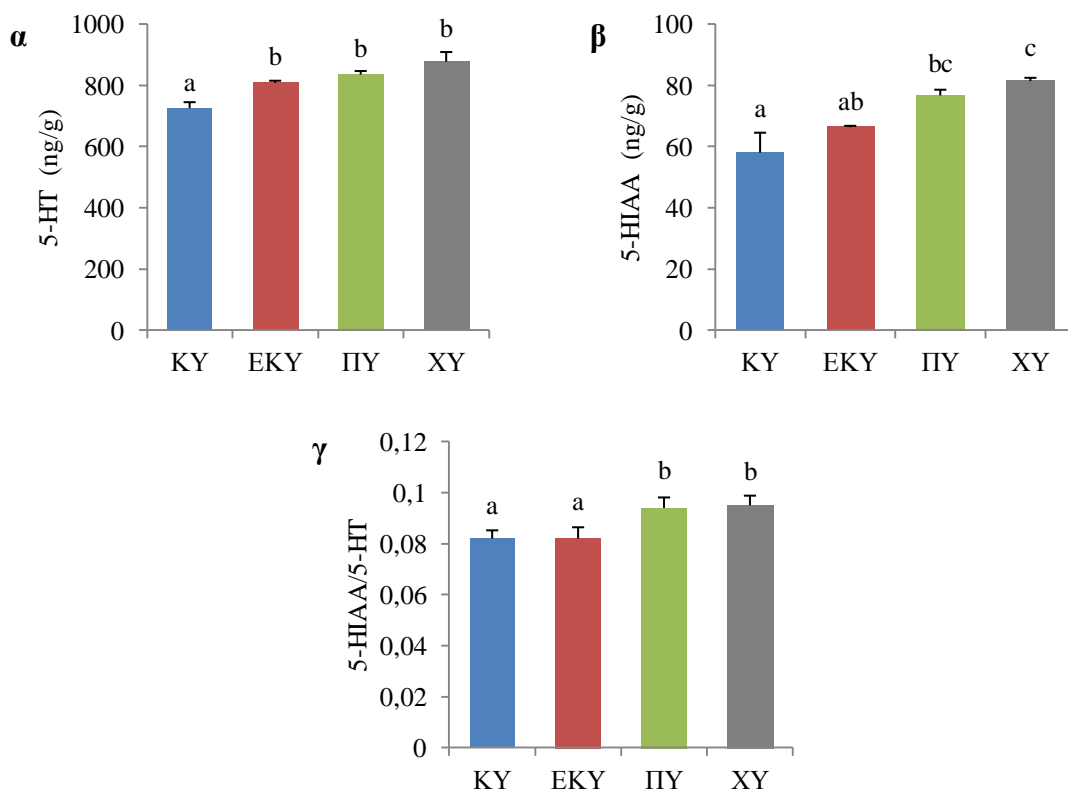 α
5-HT (ng/g)
1000
800
600
400
200
0
a
b
b
b
ΚΥ
ΕΚΥ
ΠΥ
ΧΥ
β
5-HIAA (ng/g)
100
80
60
40
20
0
a
ab
bc
c
ΚΥ
ΕΚΥ
ΠΥ
ΧΥ
γ
5-HIAA/5-HT
0,12
0,1
0,08
0,06
0,04
0,02
0
a
a
b
b
ΚΥ
ΕΚΥ
ΠΥ
ΧΥ